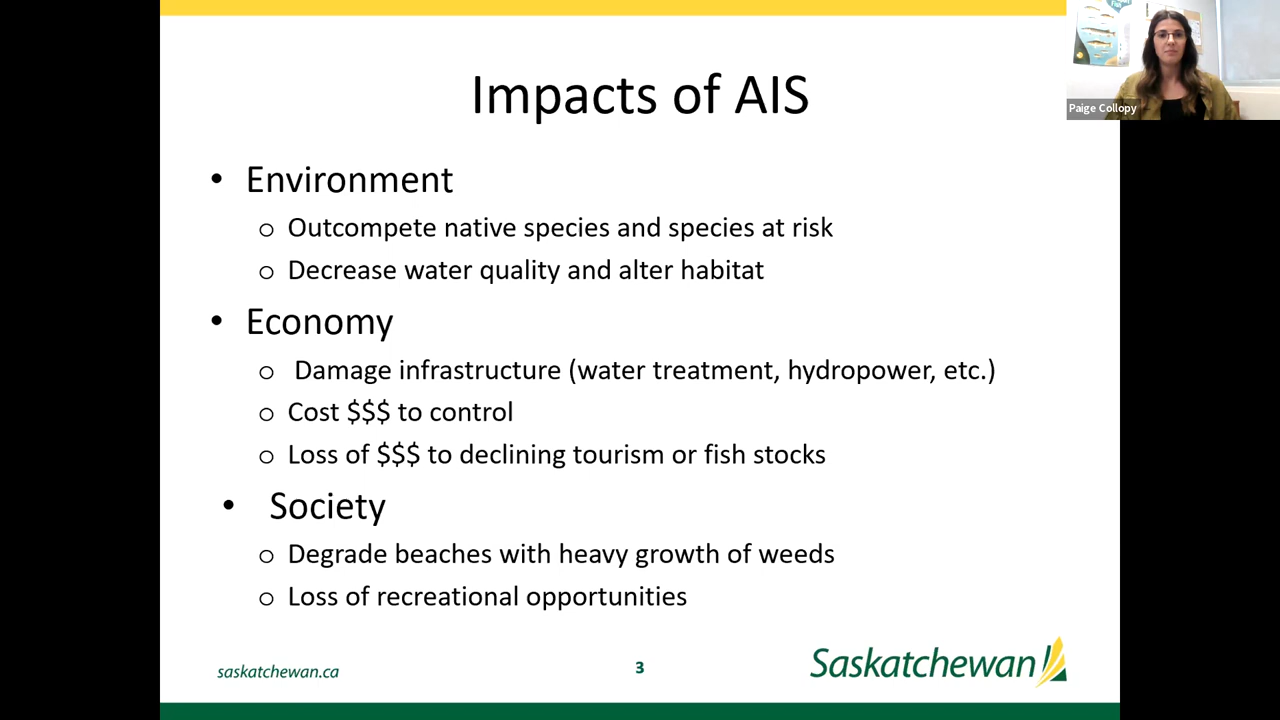 Impacts of AIS
Paige Collopy
• Environment
o Outcompete native species and species at risk
o Decrease water quality and alter habitat
• Economy
o Damage infrastructure (water treatment, hydropower, etc.)
o Cost $$$ to control
o Loss of $$$ to declining tourism or fish stocks
• Society
o Degrade beaches with heavy growth of weeds
o Loss of recreational opportunities
saskatchewan.ca
3
Saskatchewan